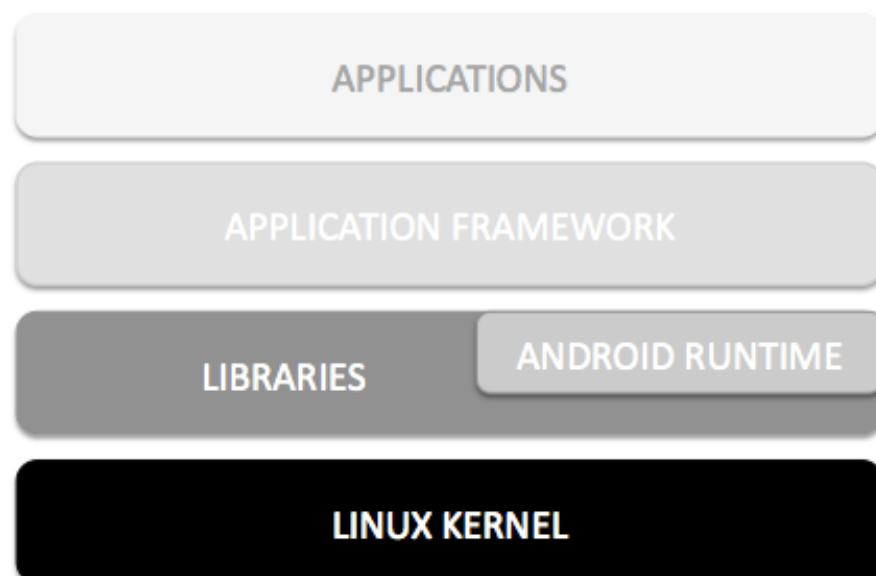 APPLICATIONS
APPLICATION FRAMEWORK
ANDROID RUNTIME
LIBRARIES
LINUX KERNEL